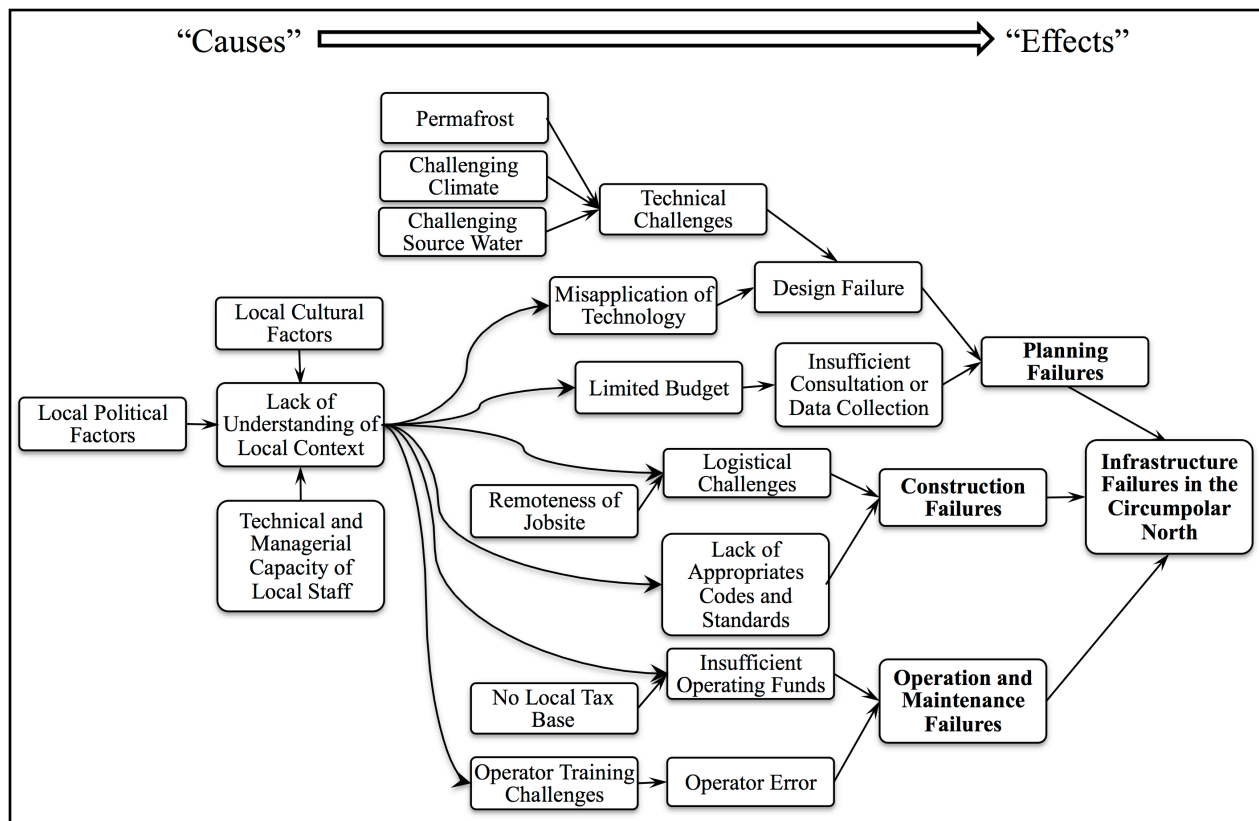 “Causes”
“Effects”
Permafrost
Challenging
Climate
Challenging
Source Water
Technical
Challenges
Misapplication of
Technology
Design Failure
Local Cultural
Factors
Limited Budget
Insufficient
Consultation or
Data Collection
Planning
Failures
Local Political
Factors
Lack of
Understanding of
Local Context
Technical and
Managerial
Capacity of
Local Staff
Logistical
Challenges
Remoteness of
Jobsite
Construction
Failures
Infrastructure
Failures in the
Circumpolar
North
Lack of
Appropriates
Codes and
Standards
Insufficient
Operating Funds
No Local Tax
Base
Operation and
Maintenance
Failures
Operator Training
Challenges
Operator Error